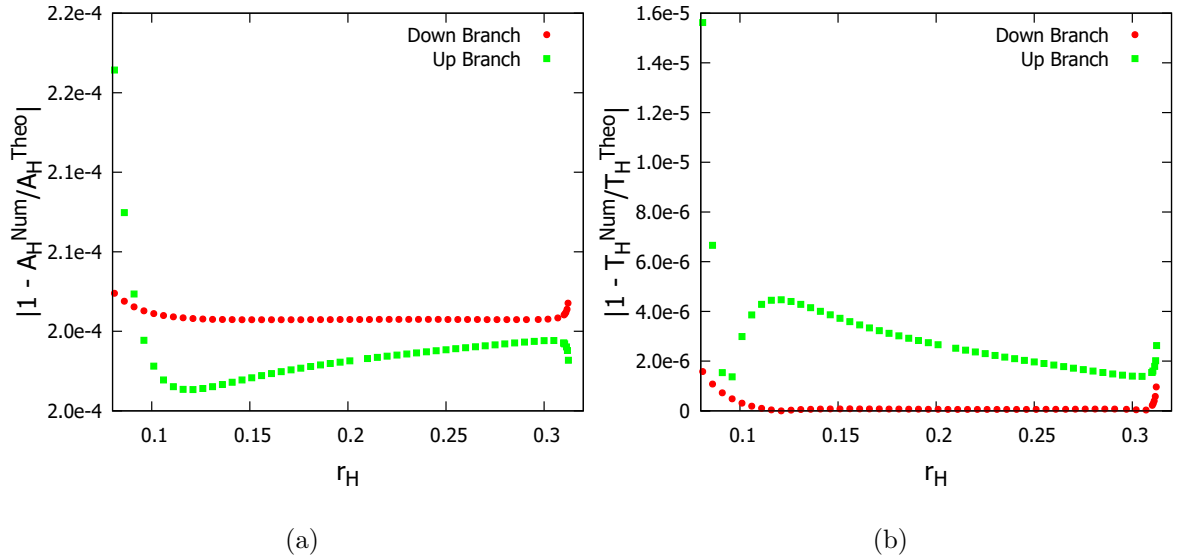 2.2e-4
2.2e-4
2.1e-4
2.1e-4
2.0e-4
2.0e-4
|1 - A_H^Num/A_H^Theo|
Down Branch
Up Branch
0.1 0.15 0.2 0.25 0.3
r_H
(a)
1.6e-5
1.4e-5
1.2e-5
1.0e-5
8.0e-6
6.0e-6
4.0e-6
2.0e-6
0
|1 - T_H^Num/T_H^Theo|
Down Branch
Up Branch
0.1 0.15 0.2 0.25 0.3
r_H
(b)